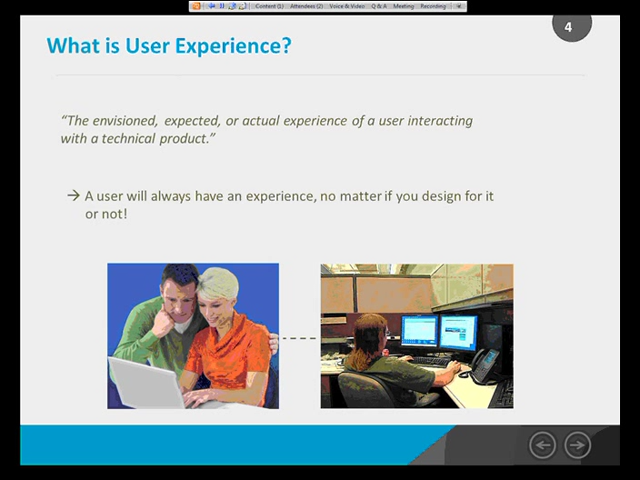 Content (1) Attendees (2) Voice & Video Q & A Meeting Recording
4
What is User Experience?
“The envisioned, expected, or actual experience of a user interacting
with a technical product.”
→ A user will always have an experience, no matter if you design for it
or not!